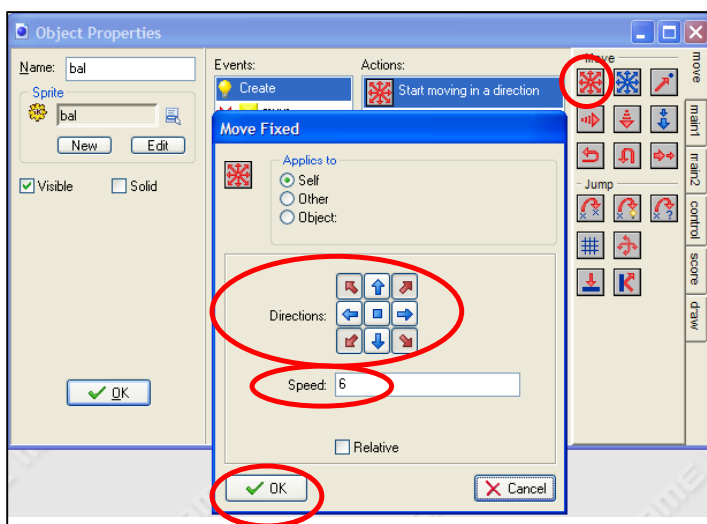 Object Properties
Name: bal
Sprite
bal
New Edit
Visible Solid
OK
Events:
Create
Actions:
Start moving in a direction
Move Fixed
Applies to
Self
Other
Object:
Directions:
Speed: 6
Relative
OK Cancel
Move
Jump
move
main1
main2
control
score
draw